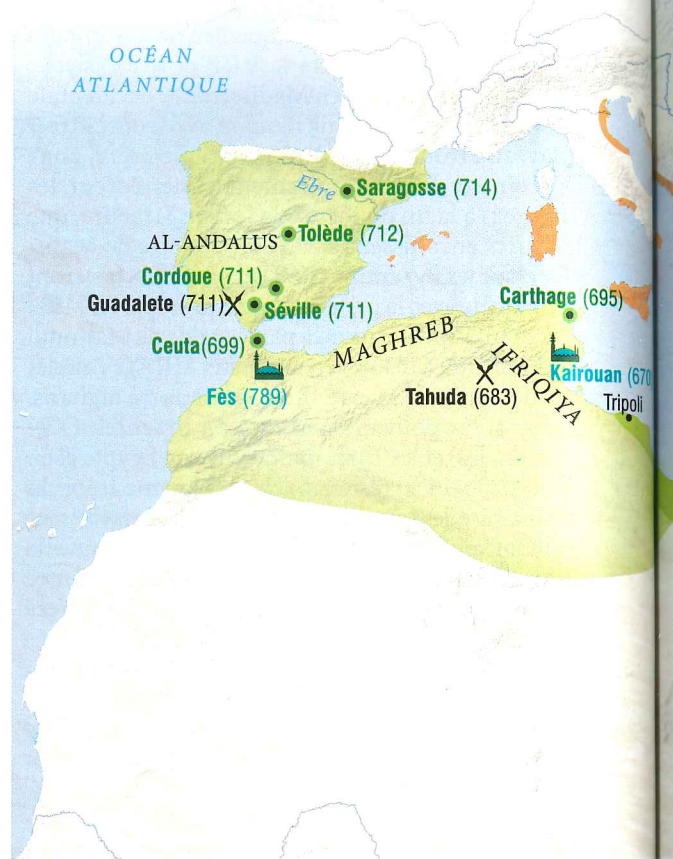 OCÉAN
ATLANTIQUE
Ebre
Saragosse (714)
Tolède (712)
AL-ANDALUS
Cordoue (711)
Guadalete (711)
Séville (711)
Carthage (695)
Ceuta(699)
MAGHREB
IFRIQIYA
Kairouan (670
Fès (789)
Tahuda (683)
Tripoli